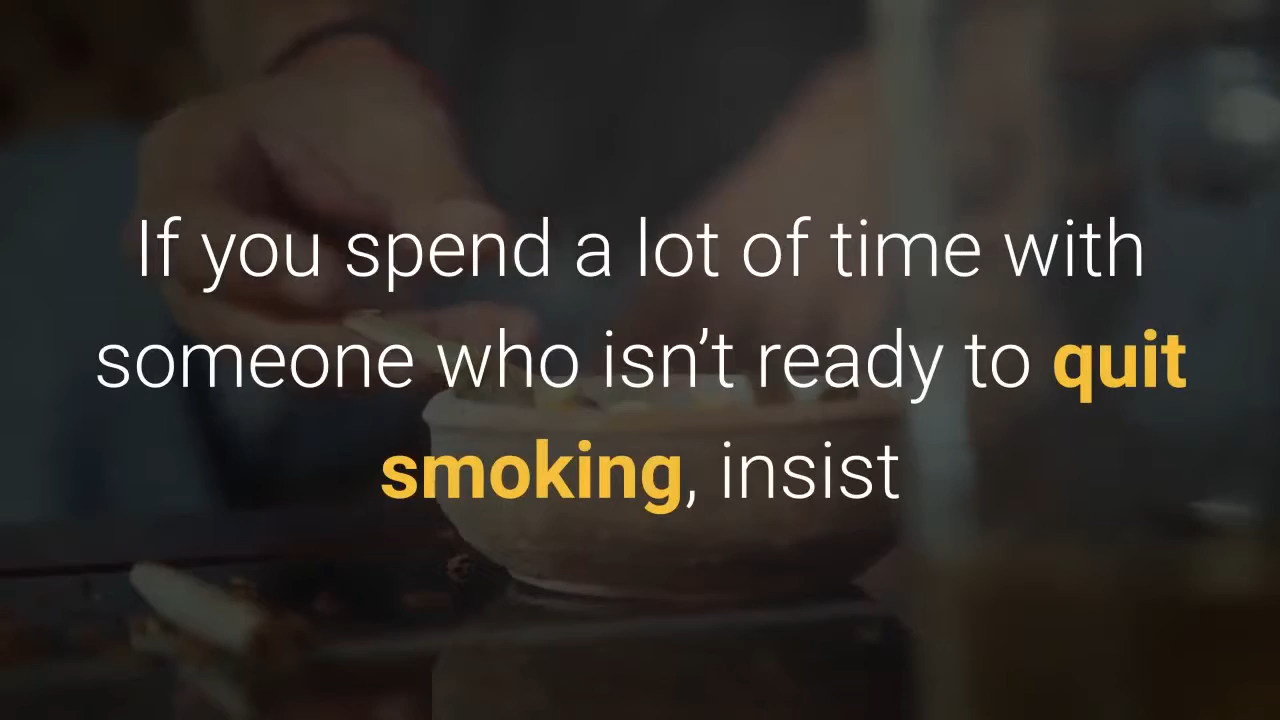 If you spend a lot of time with
someone who isn’t ready to quit
smoking, insist